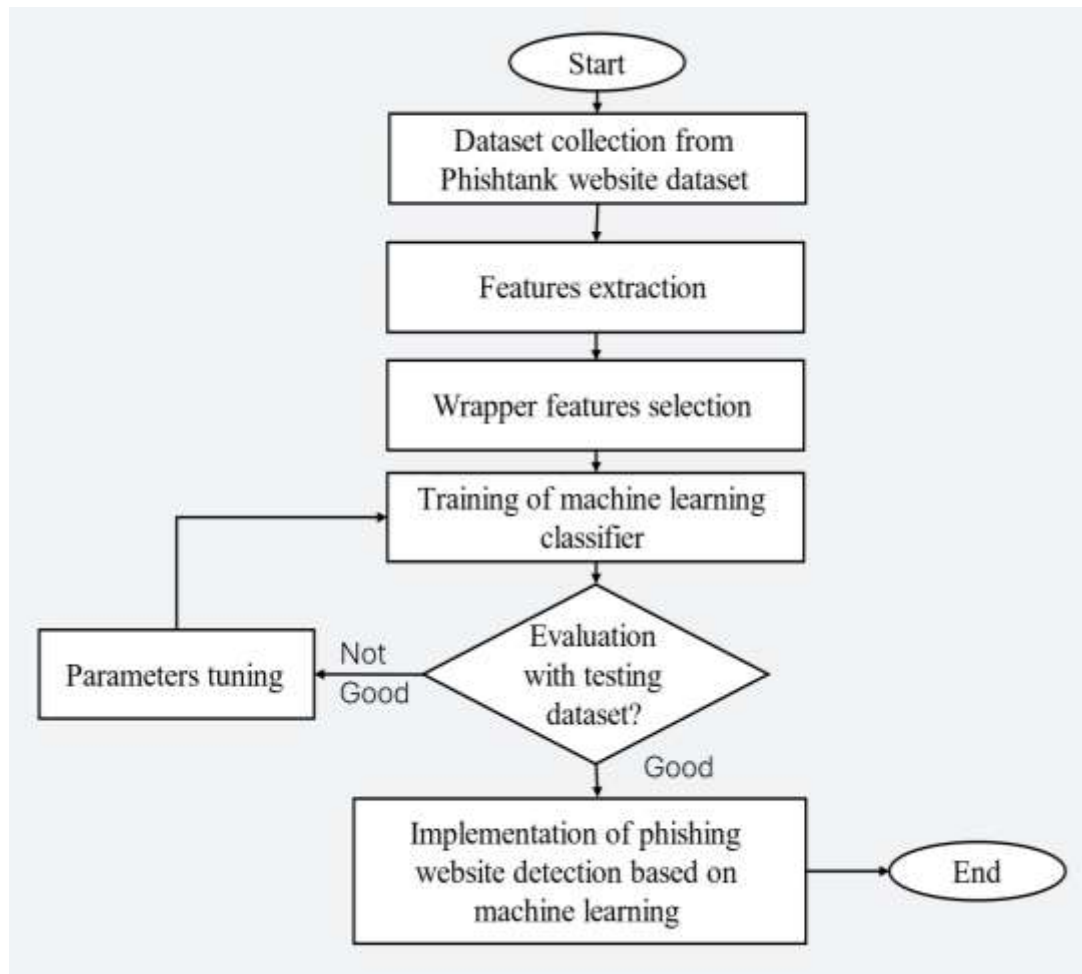 Start
Dataset collection from
Phishtank website dataset
Features extraction
Wrapper features selection
Training of machine learning
classifier
Evaluation
with testing
dataset?
Not
Good
Parameters tuning
Good
Implementation of phishing
website detection based on
machine learning
End